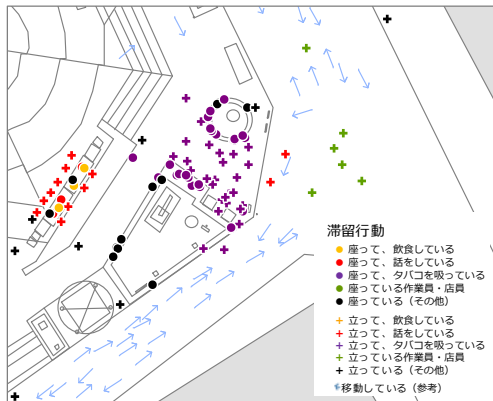 滞留行動
座って、飲食している
座って、話をしている
座って、タバコを吸っている
座っている作業員・店員
座っている（その他）
立って、飲食している
立って、話をしている
立って、タバコを吸っている
立っている作業員・店員
立っている（その他）
移動している（参考）